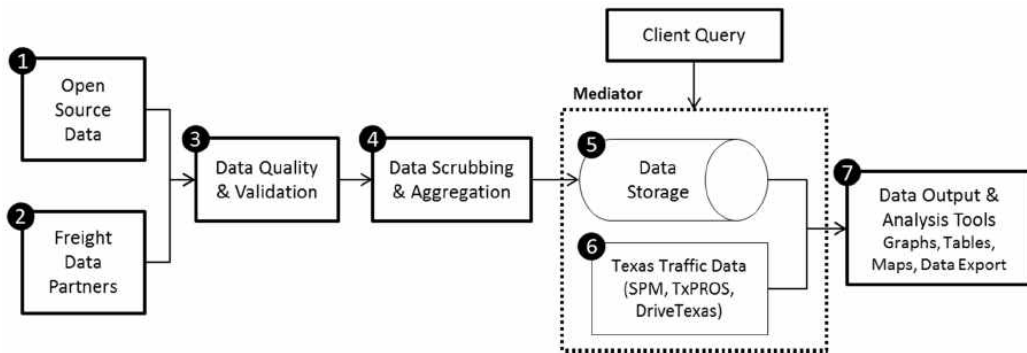 1
Open
Source
Data
2
Freight
Data
Partners
3
Data Quality
& Validation
4
Data Scrubbing
& Aggregation
Client Query
Mediator
5
Data
Storage
6
Texas Traffic Data
(SPM, TxPROS,
DriveTexas)
7
Data Output &
Analysis Tools
Graphs, Tables,
Maps, Data Export